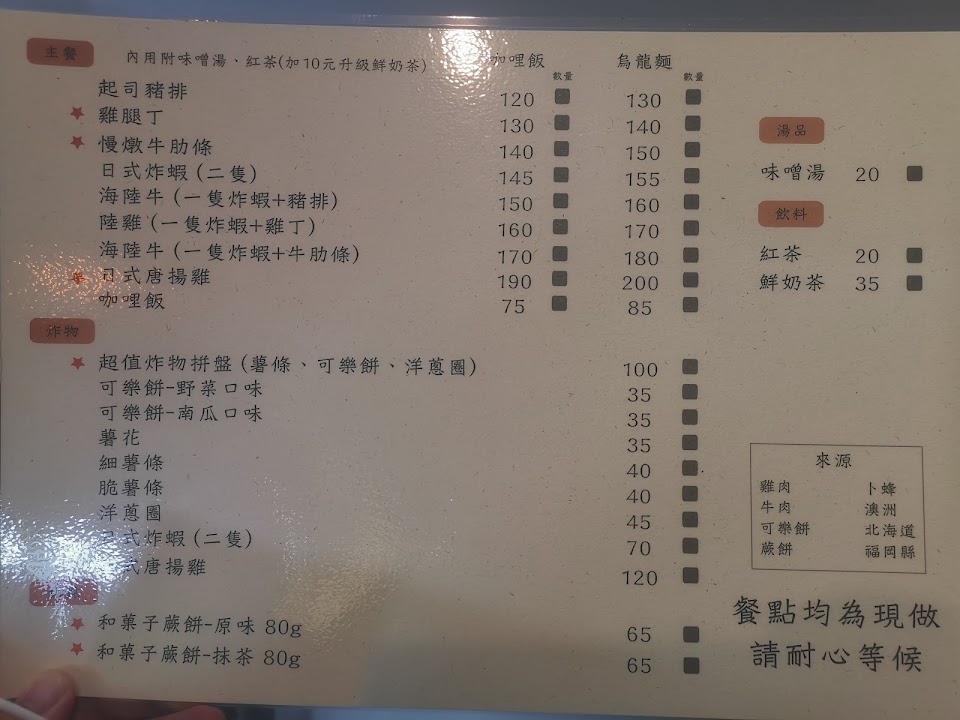 主餐 內用附味噌湯、紅茶(加10元升級鮮奶茶) 咖哩飯 數量 烏龍麵 數量
起司豬排 120 130
雞腿丁 130 140
慢燉牛肋條 140 150
日式炸蝦(二隻) 145 155
海陸牛(一隻炸蝦+豬排) 150 160
陸雞(一隻炸蝦+雞丁) 160 170
海陸牛(一隻炸蝦+牛肋條) 170 180
日式唐揚雞 190 200
咖哩飯 75 85
炸物
超值炸物拼盤(薯條、可樂餅、洋蔥圈) 100
可樂餅-野菜口味 35
可樂餅-南瓜口味 35
薯花 35
細薯條 40
脆薯條 40
洋蔥圈 45
日式炸蝦(二隻) 70
式唐揚雞 120
和菓子蕨餅-原味 80g 65
和菓子蕨餅-抹茶 80g 65
湯品
味噌湯 20
飲料
紅茶 20
鮮奶茶 35
來源
雞肉 卜蜂
牛肉 澳洲
可樂餅 北海道
蕨餅 福岡縣
餐點均為現做
請耐心等候